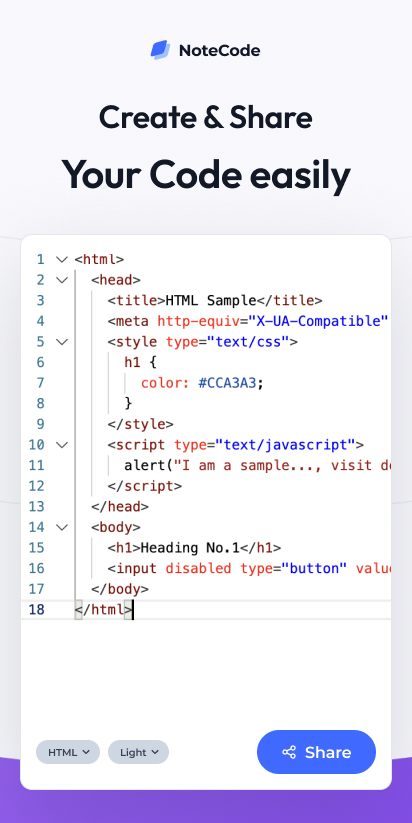 NoteCode
Create & Share
Your Code easily
1 <html>
2 <head>
3 <title>HTML Sample</title>
4 <meta http-equiv="X-UA-Compatible"
5 <style type="text/css">
6 h1 {
7 color: #CCA3A3;
8 }
9 </style>
10 <script type="text/javascript">
11 alert("I am a sample..., visit
12 </script>
13 </head>
14 <body>
15 <h1>Heading No.1</h1>
16 <input disabled type="button"
17 </body>
18 </html>
HTML Light Share